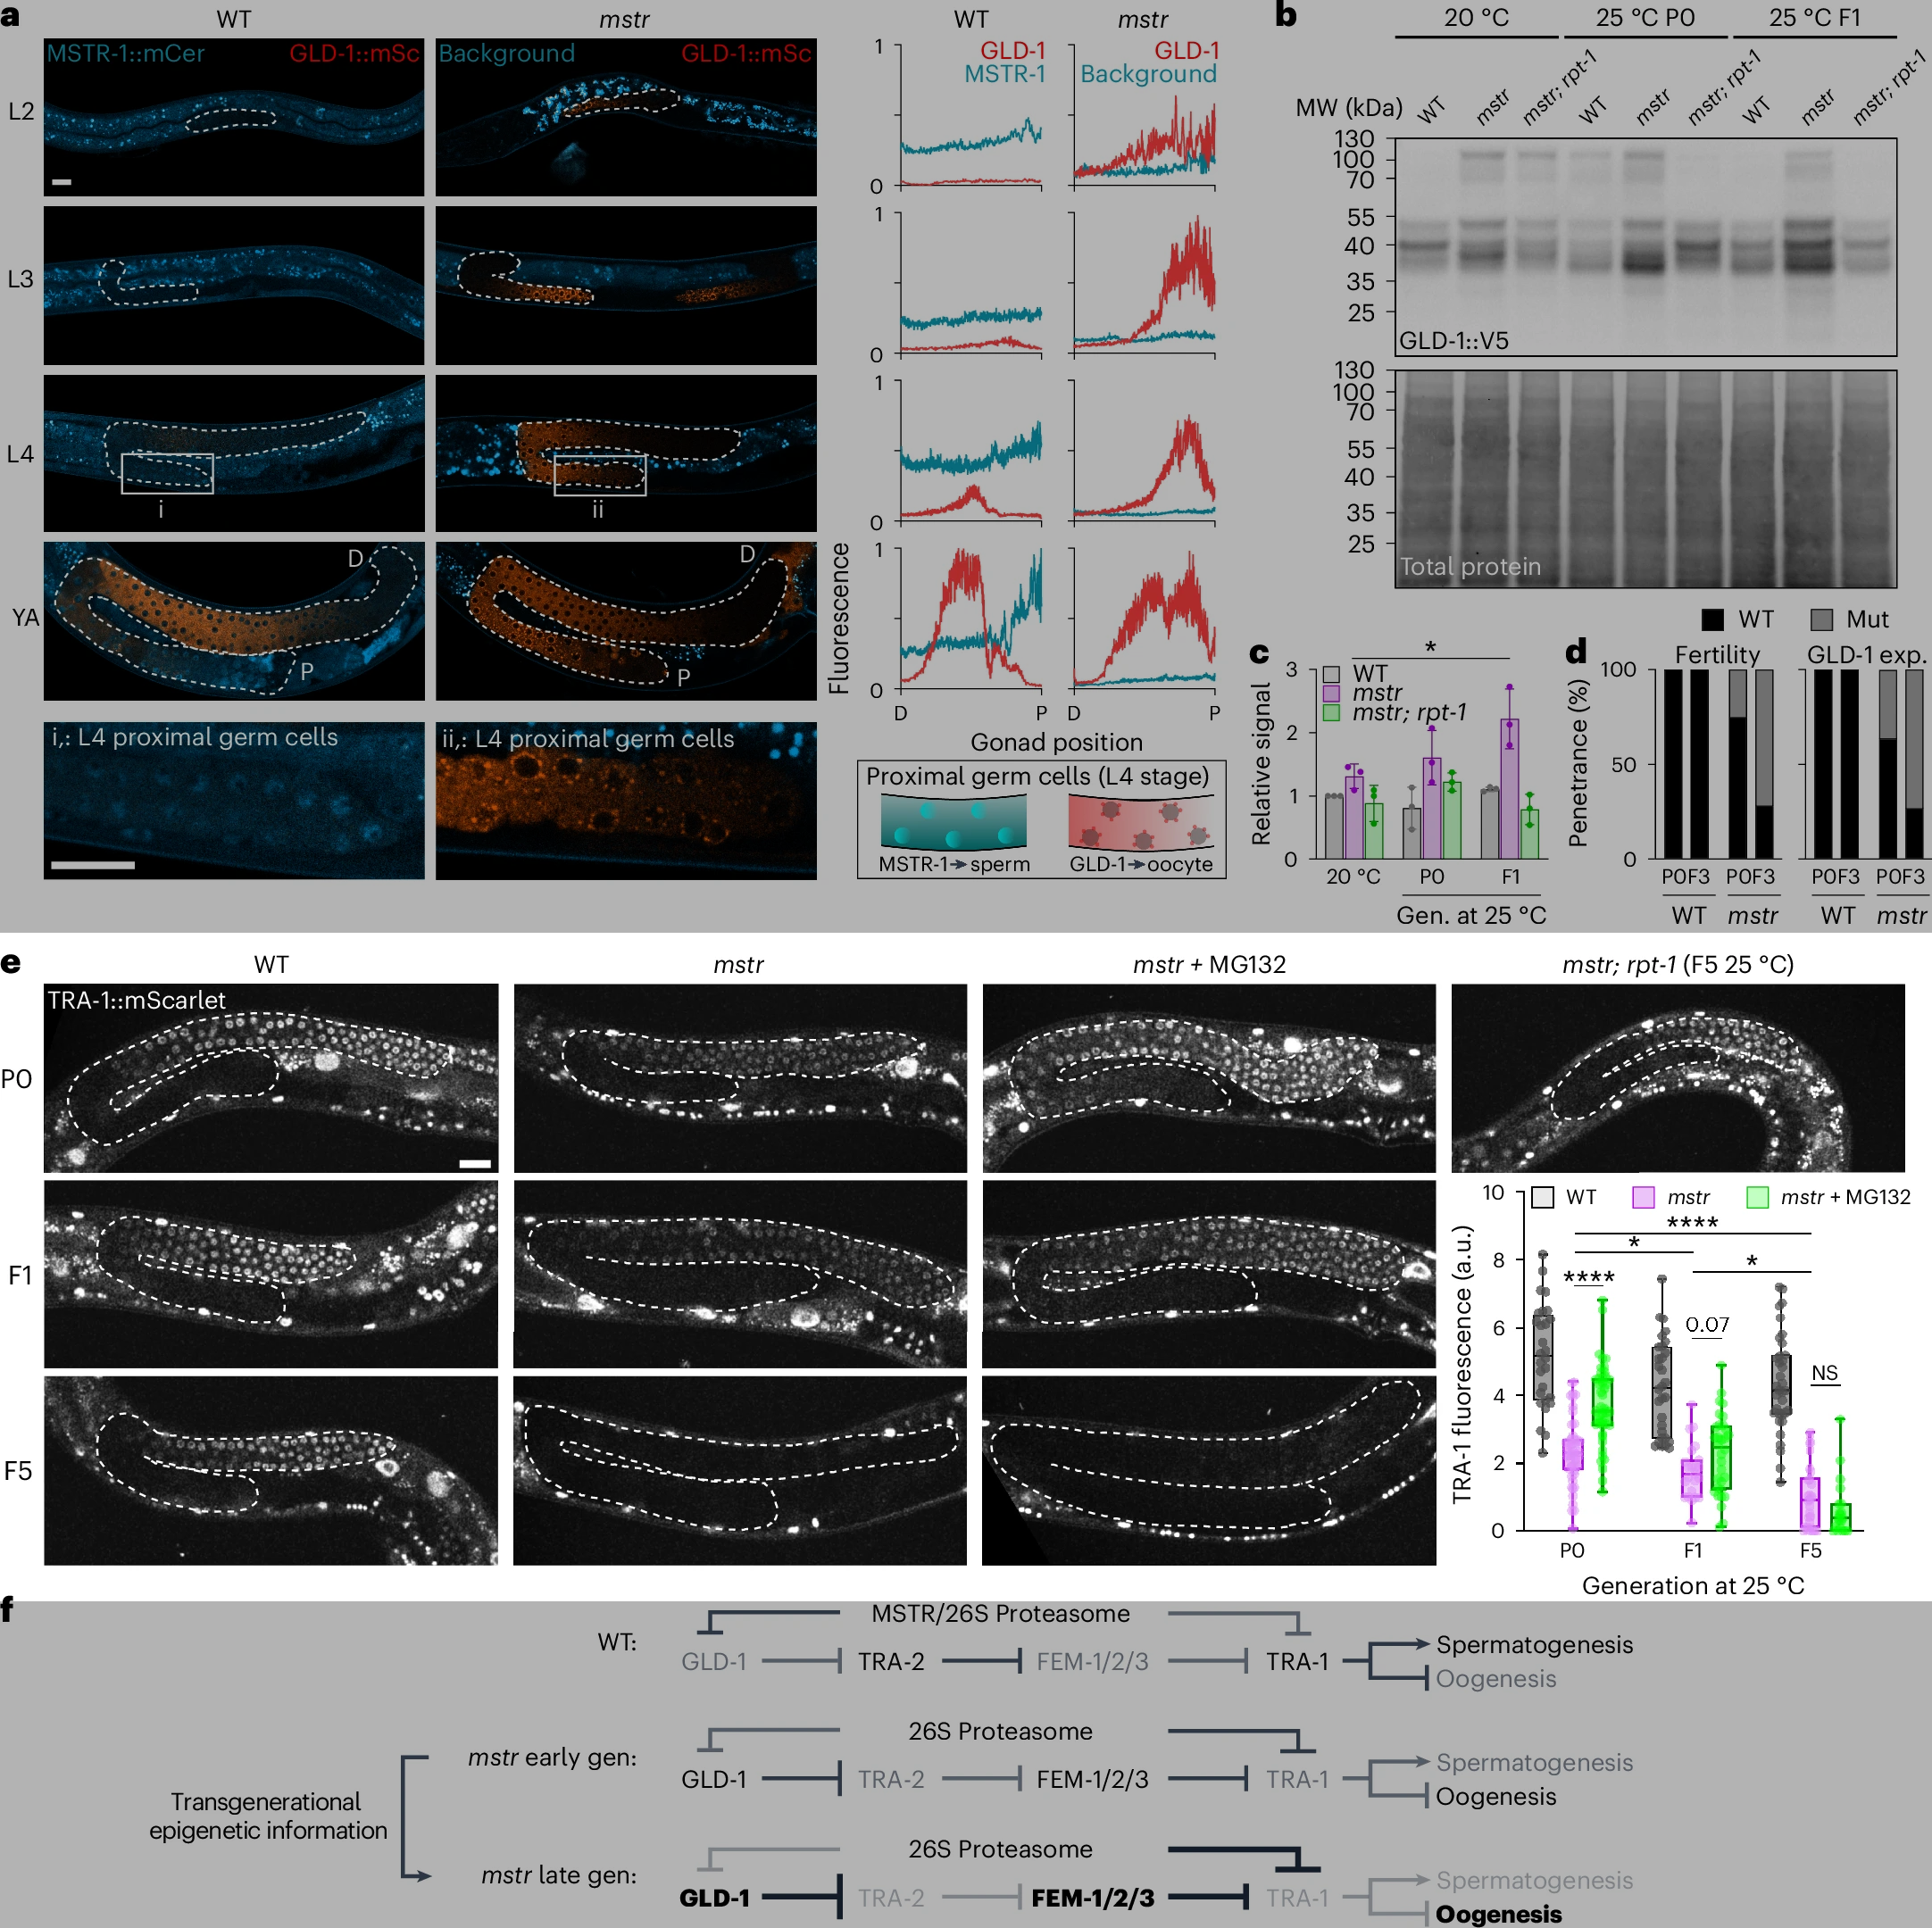 a
WT
mstr
WT
mstr
MSTR-1::mCer
GLD-1::mSc
Background
GLD-1::mSc
L2
L3
L4
i
ii
YA
D
P
D
P
i,: L4 proximal germ cells
ii,: L4 proximal germ cells
1
GLD-1
MSTR-1
0
GLD-1
Background
1
0
1
0
1
0
Fluorescence
D
P
D
P
Gonad position
Proximal germ cells (L4 stage)
MSTR-1
sperm
GLD-1
oocyte
b
20 °C
25 °C P0
25 °C F1
MW (kDa)
WT
mstr
mstr; rpt-1
WT
mstr
mstr; rpt-1
WT
mstr
mstr; rpt-1
130
100
70
55
40
35
25
GLD-1::V5
130
100
70
55
40
35
25
Total protein
c
*
WT
mstr
mstr; rpt-1
Relative signal
3
2
1
0
20 °C
P0
F1
Gen. at 25 °C
d
WT
Mut
Fertility
GLD-1 exp.
Penetrance (%)
100
50
0
P0F3
P0F3
P0F3
P0F3
WT
mstr
WT
mstr
e
WT
mstr
mstr + MG132
mstr; rpt-1 (F5 25 °C)
TRA-1::mScarlet
P0
F1
F5
WT
mstr
mstr + MG132
TRA-1 fluorescence (a.u.)
10
8
6
4
2
0
****
*
*
****
0.07
NS
P0
F1
F5
Generation at 25 °C
f
MSTR/26S Proteasome
WT:
GLD-1
TRA-2
FEM-1/2/3
TRA-1
Spermatogenesis
Oogenesis
26S Proteasome
mstr early gen:
GLD-1
TRA-2
FEM-1/2/3
TRA-1
Spermatogenesis
Oogenesis
Transgenerational
epigenetic information
26S Proteasome
mstr late gen:
GLD-1
TRA-2
FEM-1/2/3
TRA-1
Spermatogenesis
Oogenesis